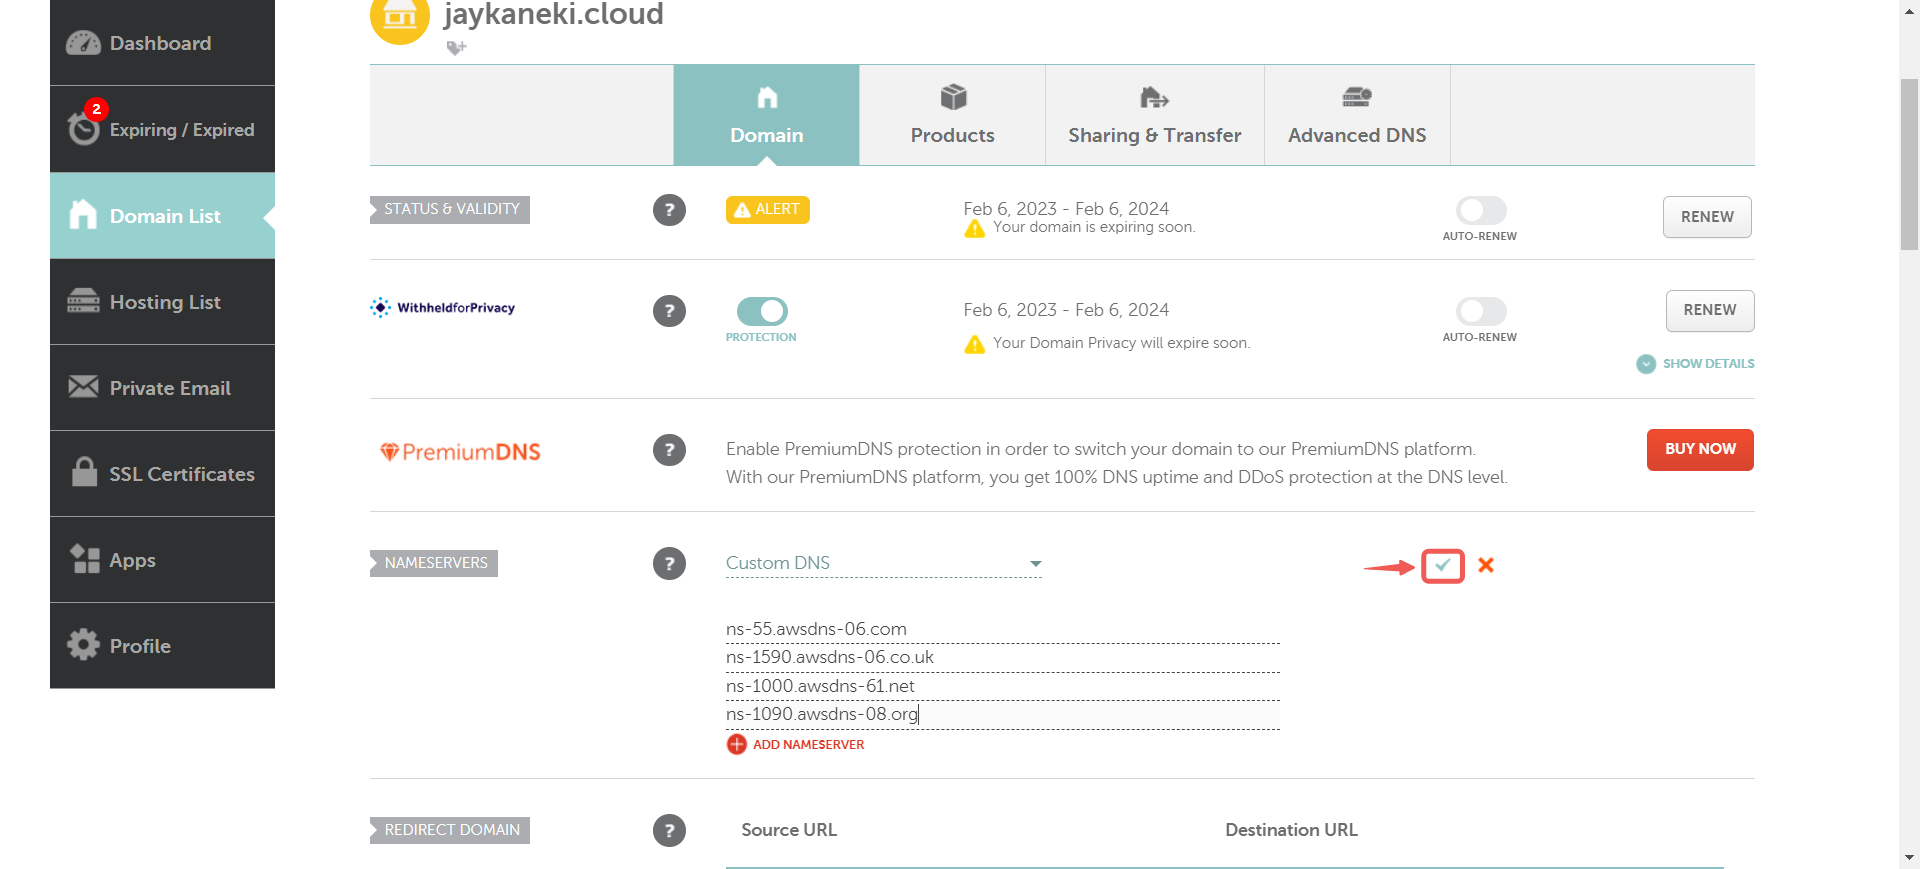 jaykaneki.cloud
Dashboard
2
Expiring / Expired
Domain List
Hosting List
Private Email
SSL Certificates
Apps
Profile
Domain
Products
Sharing & Transfer
Advanced DNS
STATUS & VALIDITY
?
ALERT
Feb 6, 2023 - Feb 6, 2024
Your domain is expiring soon.
AUTO-RENEW
RENEW
WithheldforPrivacy
?
PROTECTION
Feb 6, 2023 - Feb 6, 2024
Your Domain Privacy will expire soon.
AUTO-RENEW
RENEW
SHOW DETAILS
PremiumDNS
?
Enable PremiumDNS protection in order to switch your domain to our PremiumDNS platform.
With our PremiumDNS platform, you get 100% DNS uptime and DDoS protection at the DNS level.
BUY NOW
NAMESERVERS
?
Custom DNS
ns-55.awsdns-06.com
ns-1590.awsdns-06.co.uk
ns-1000.awsdns-61.net
ns-1090.awsdns-08.org
ADD NAMESERVER
REDIRECT DOMAIN
?
Source URL
Destination URL